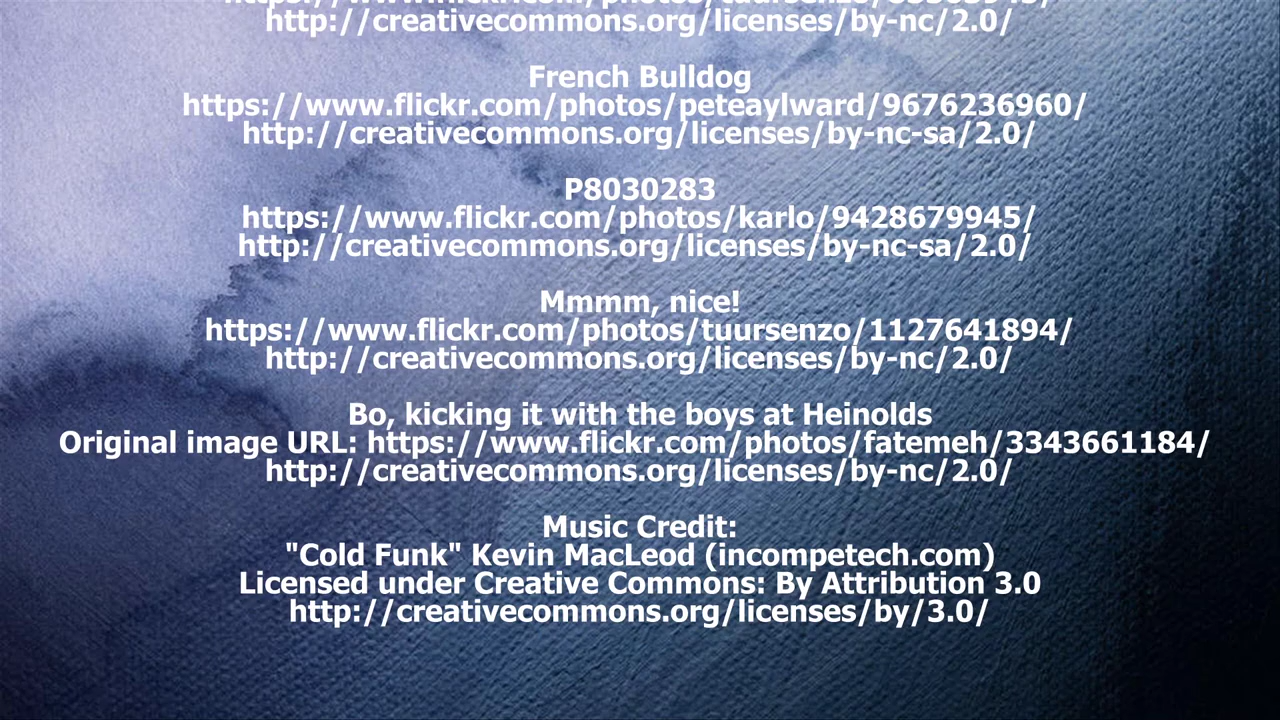 http://creativecommons.org/licenses/by-nc/2.0/
French Bulldog
https://www.flickr.com/photos/peteaylward/9676236960/
http://creativecommons.org/licenses/by-nc-sa/2.0/
P8030283
https://www.flickr.com/photos/karlo/9428679945/
http://creativecommons.org/licenses/by-nc-sa/2.0/
Mmmm, nice!
https://www.flickr.com/photos/tuursenzo/1127641894/
http://creativecommons.org/licenses/by-nc/2.0/
Bo, kicking it with the boys at Heinolds
Original image URL: https://www.flickr.com/photos/fatemeh/3343661184/
http://creativecommons.org/licenses/by-nc/2.0/
Music Credit:
"Cold Funk" Kevin MacLeod (incompetech.com)
Licensed under Creative Commons: By Attribution 3.0
http://creativecommons.org/licenses/by/3.0/